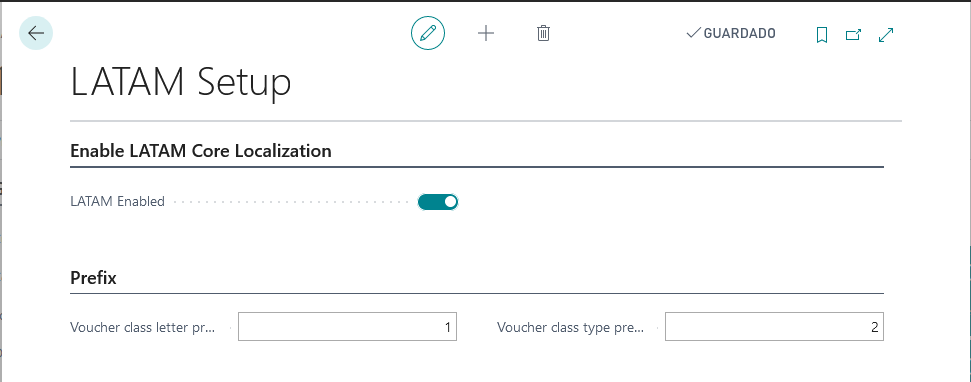 GUARDADO
LATAM Setup
Enable LATAM Core Localization
LATAM Enabled
Prefix
Voucher class letter pr... 1 Voucher class type pre... 2